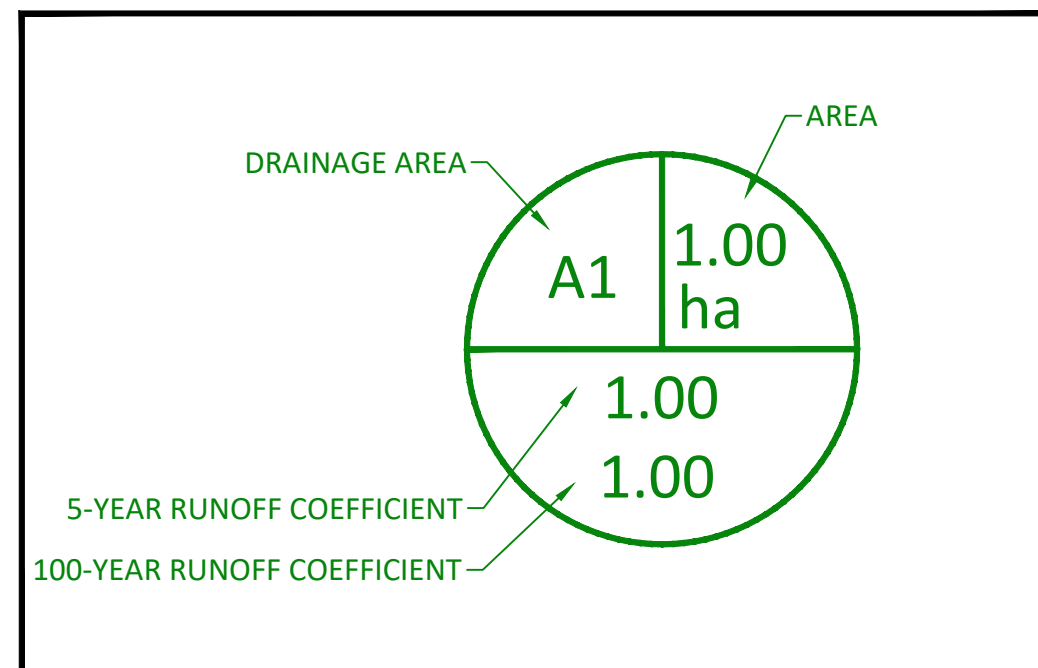 AREA
DRAINAGE AREA
A1
1.00
ha
1.00
1.00
5-YEAR RUNOFF COEFFICIENT
100-YEAR RUNOFF COEFFICIENT